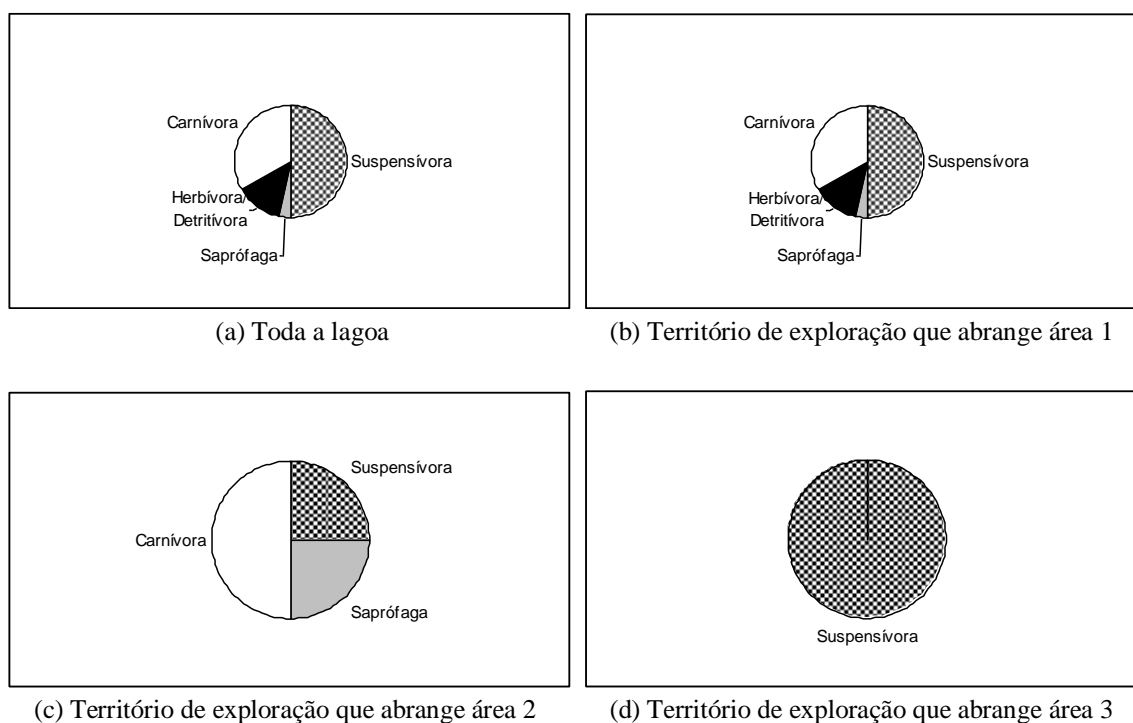 Carnívora
Suspensívora
Herbívora/
Detritívora
Saprófaga
(a) Toda a lagoa
Carnívora
Suspensívora
Herbívora/
Detritívora
Saprófaga
(b) Território de exploração que abrange área 1
Suspensívora
Carnívora
Saprófaga
(c) Território de exploração que abrange área 2
Suspensívora
(d) Território de exploração que abrange área 3